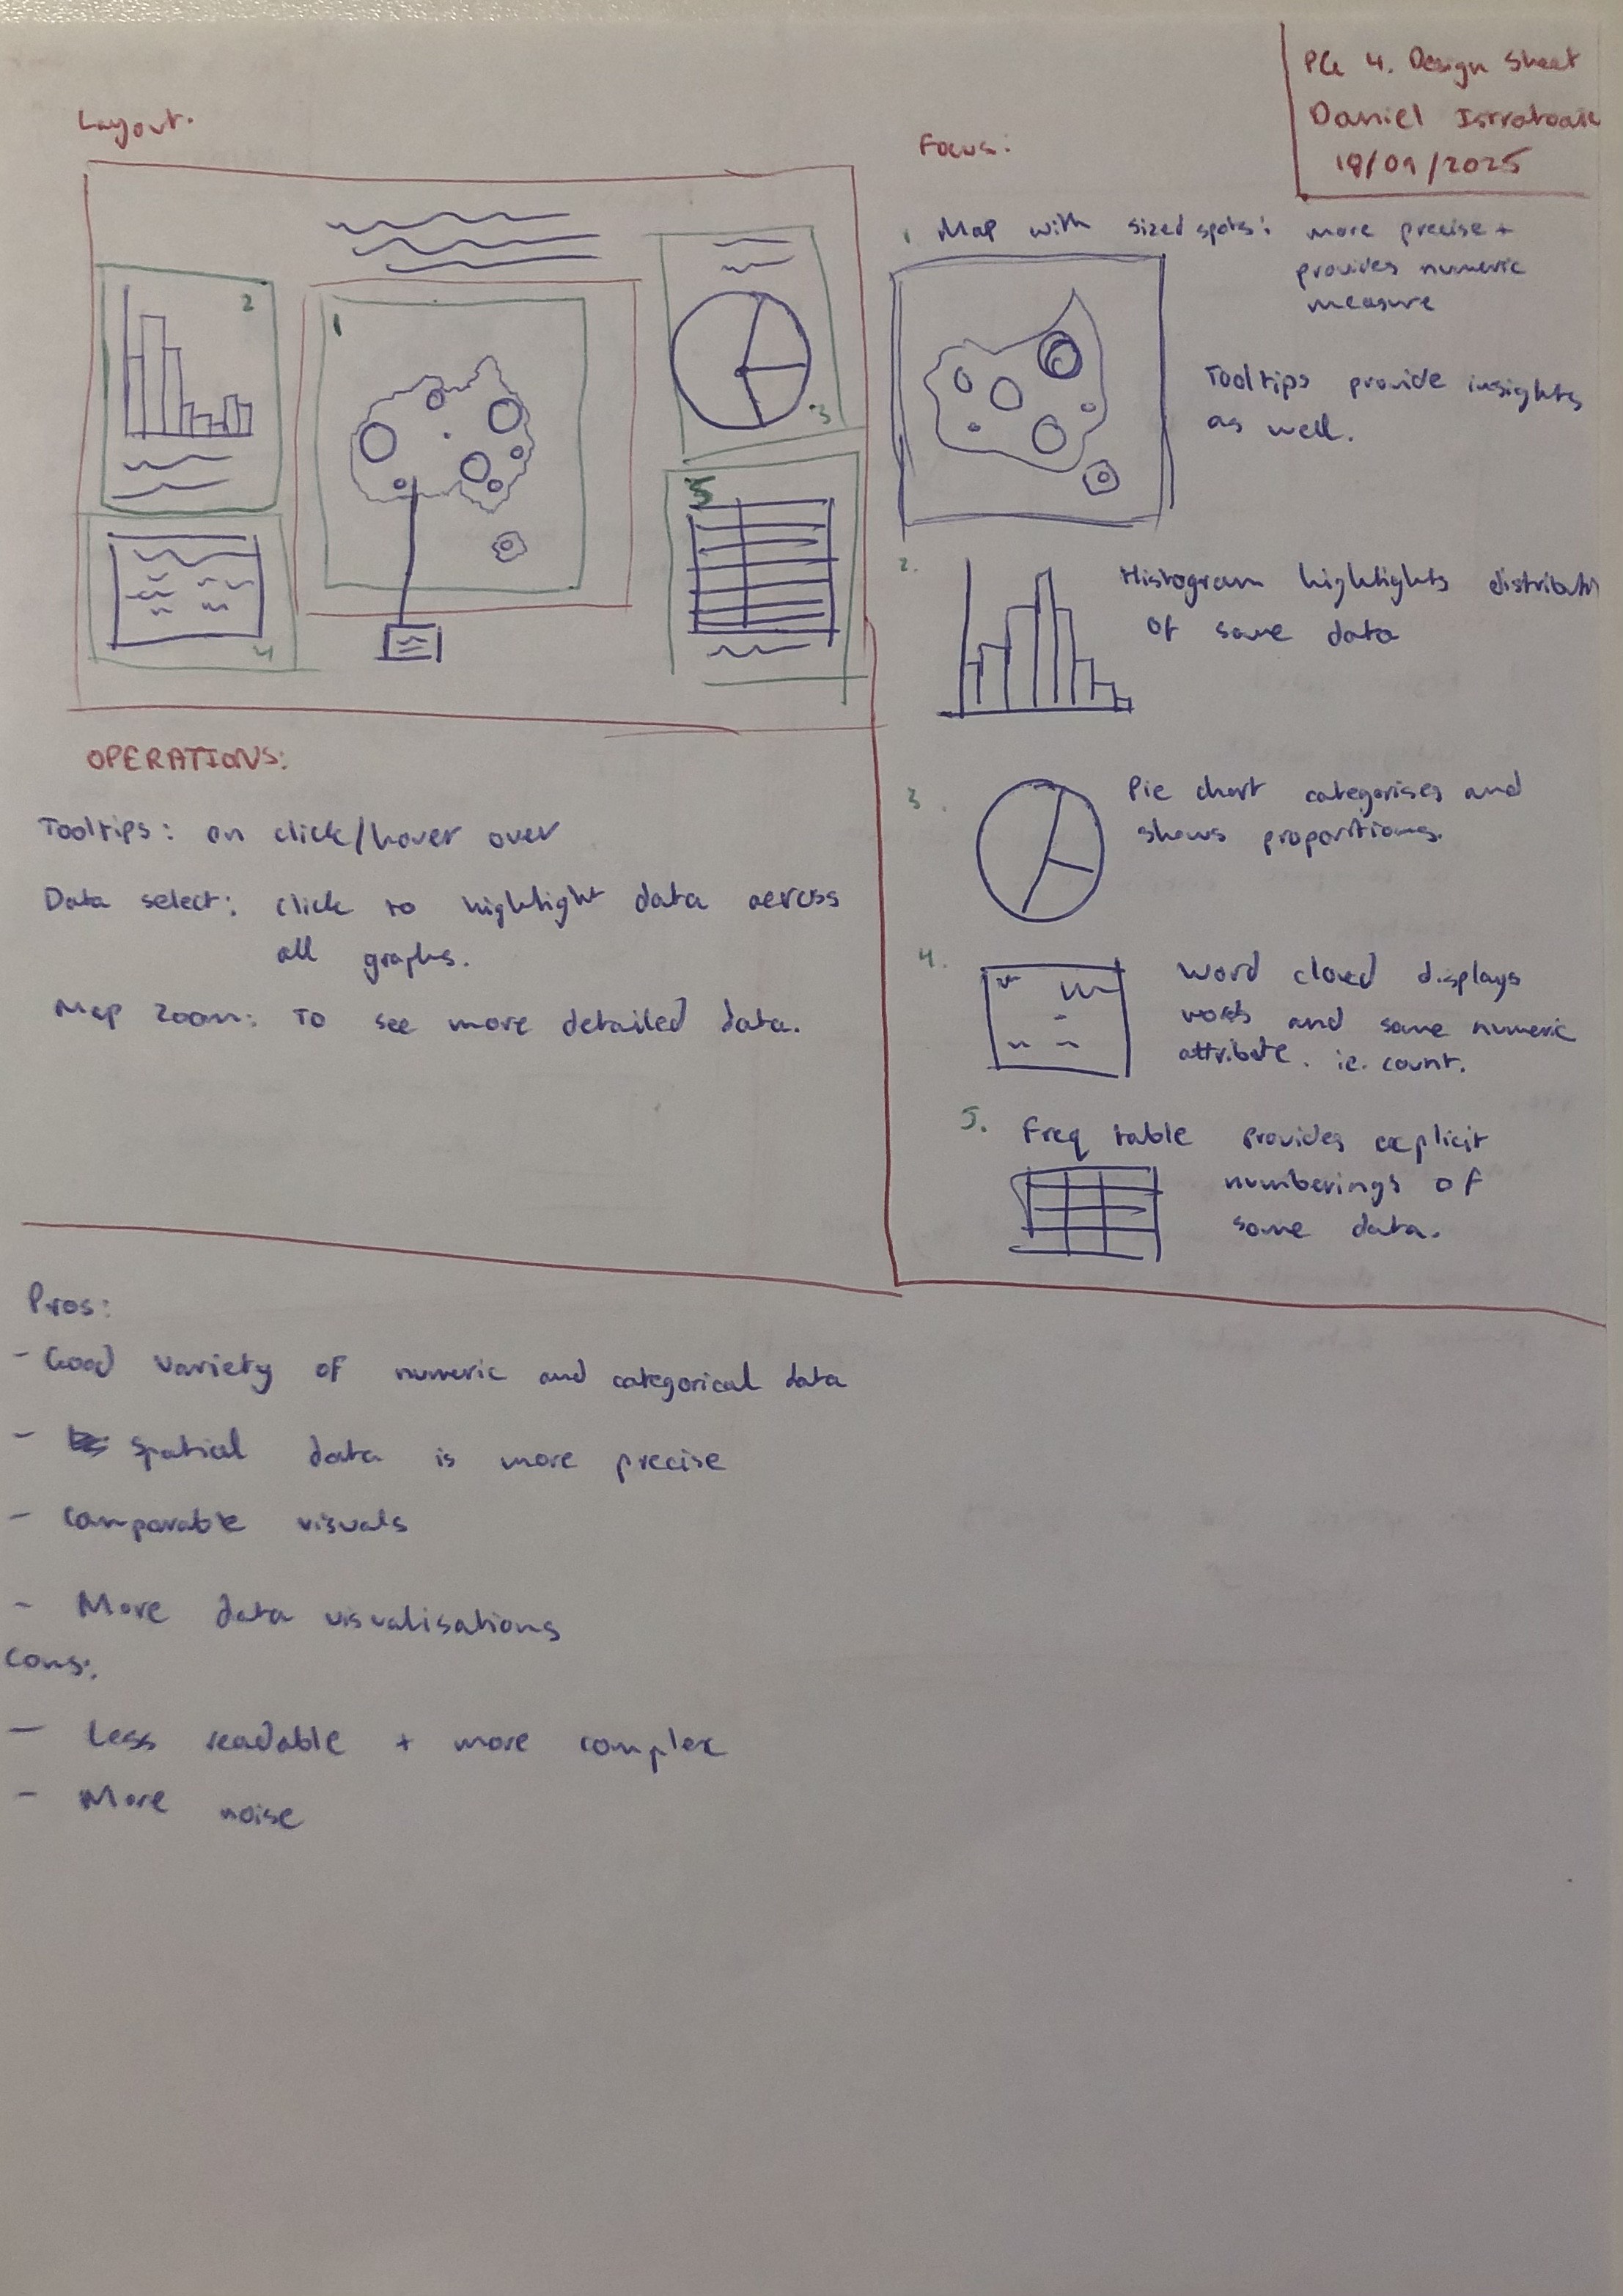 PG 4. Design Sheet
Daniel
Layout.
2
1
3
5
4
Focus:
1 Map with sized spots: more precise +
provides numeric
measure
Tooltips provide insights
as well.
2.
Histogram highlights
of some data
3.
Pie chart categorises and
shows proportions.
4.
Word cloud displays
words and some numeric
attribute. ie. count.
5. Freq table provides explicit
numberings of
some data.
OPERATIONS:
Tooltips: on click/hover over
Data select: click to highlight data across
all graphs.
Map Zoom: To see more detailed data.
Pros:
- Good variety of numeric and categorical data
- Spatial data is more precise
- Comparable visuals
- More data visualisations
Cons:
- Less readable + more complex
- More noise